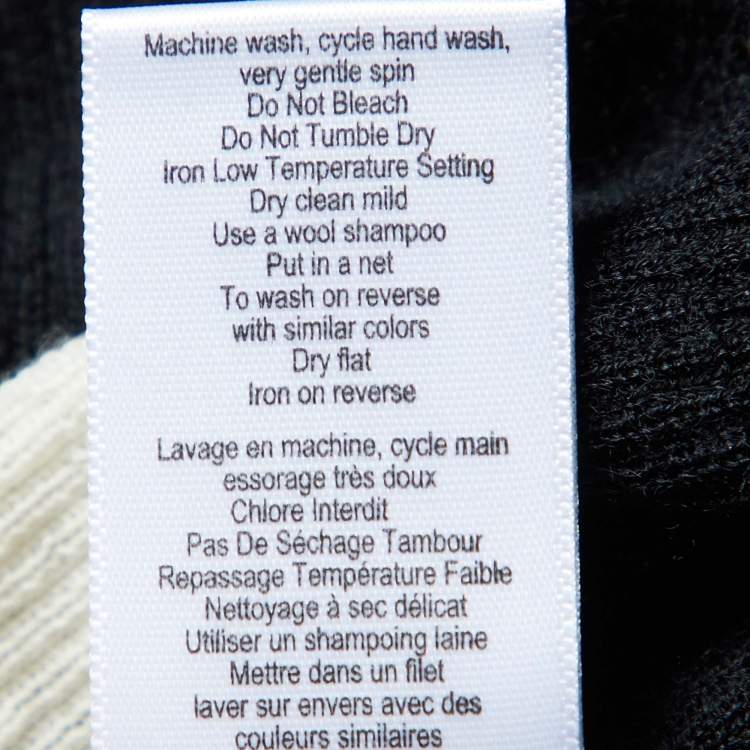 Machine wash, cycle hand wash,
very gentle spin
Do Not Bleach
Do Not Tumble Dry
Iron Low Temperature Setting
Dry clean mild
Use a wool shampoo
Put in a net
To wash on reverse
with similar colors
Dry flat
Iron on reverse
Lavage en machine, cycle main
essorage très doux
Chlore Interdit
Pas De Séchage Tambour
Repassage Température Faible
Nettoyage à sec délicat
Utiliser un shampoing laine
Mettre dans un filet
laver sur envers avec des
couleurs similaires